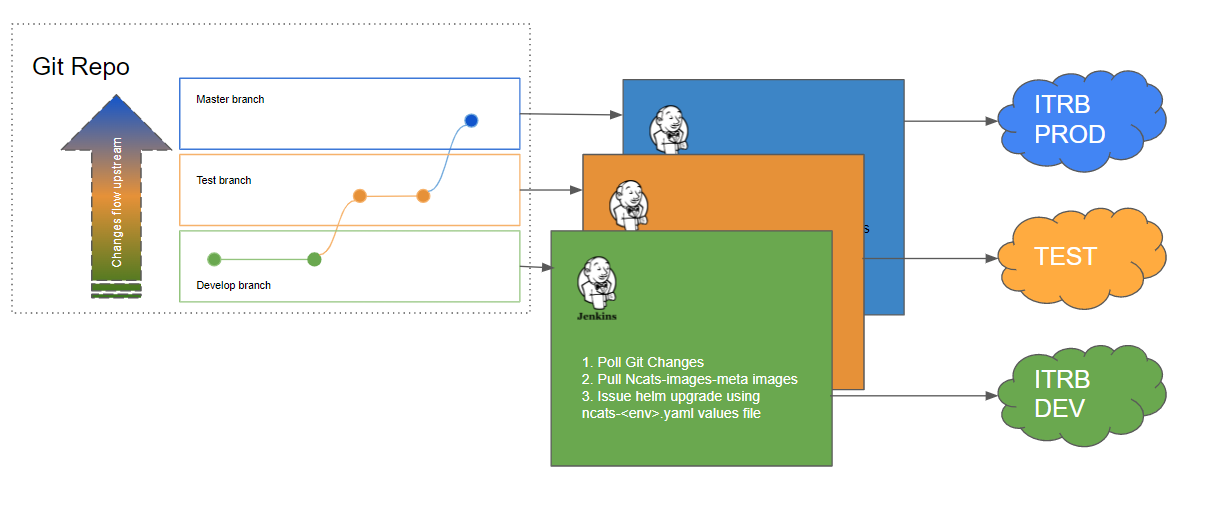 Git Repo
Changes flow upstream
Master branch
Test branch
Develop branch
Jenkins
1. Poll Git Changes
2. Pull Ncats-images-meta images
3. Issue helm upgrade using
ncats-<env>.yaml values file
s
ITRB
PROD
TEST
ITRB
DEV